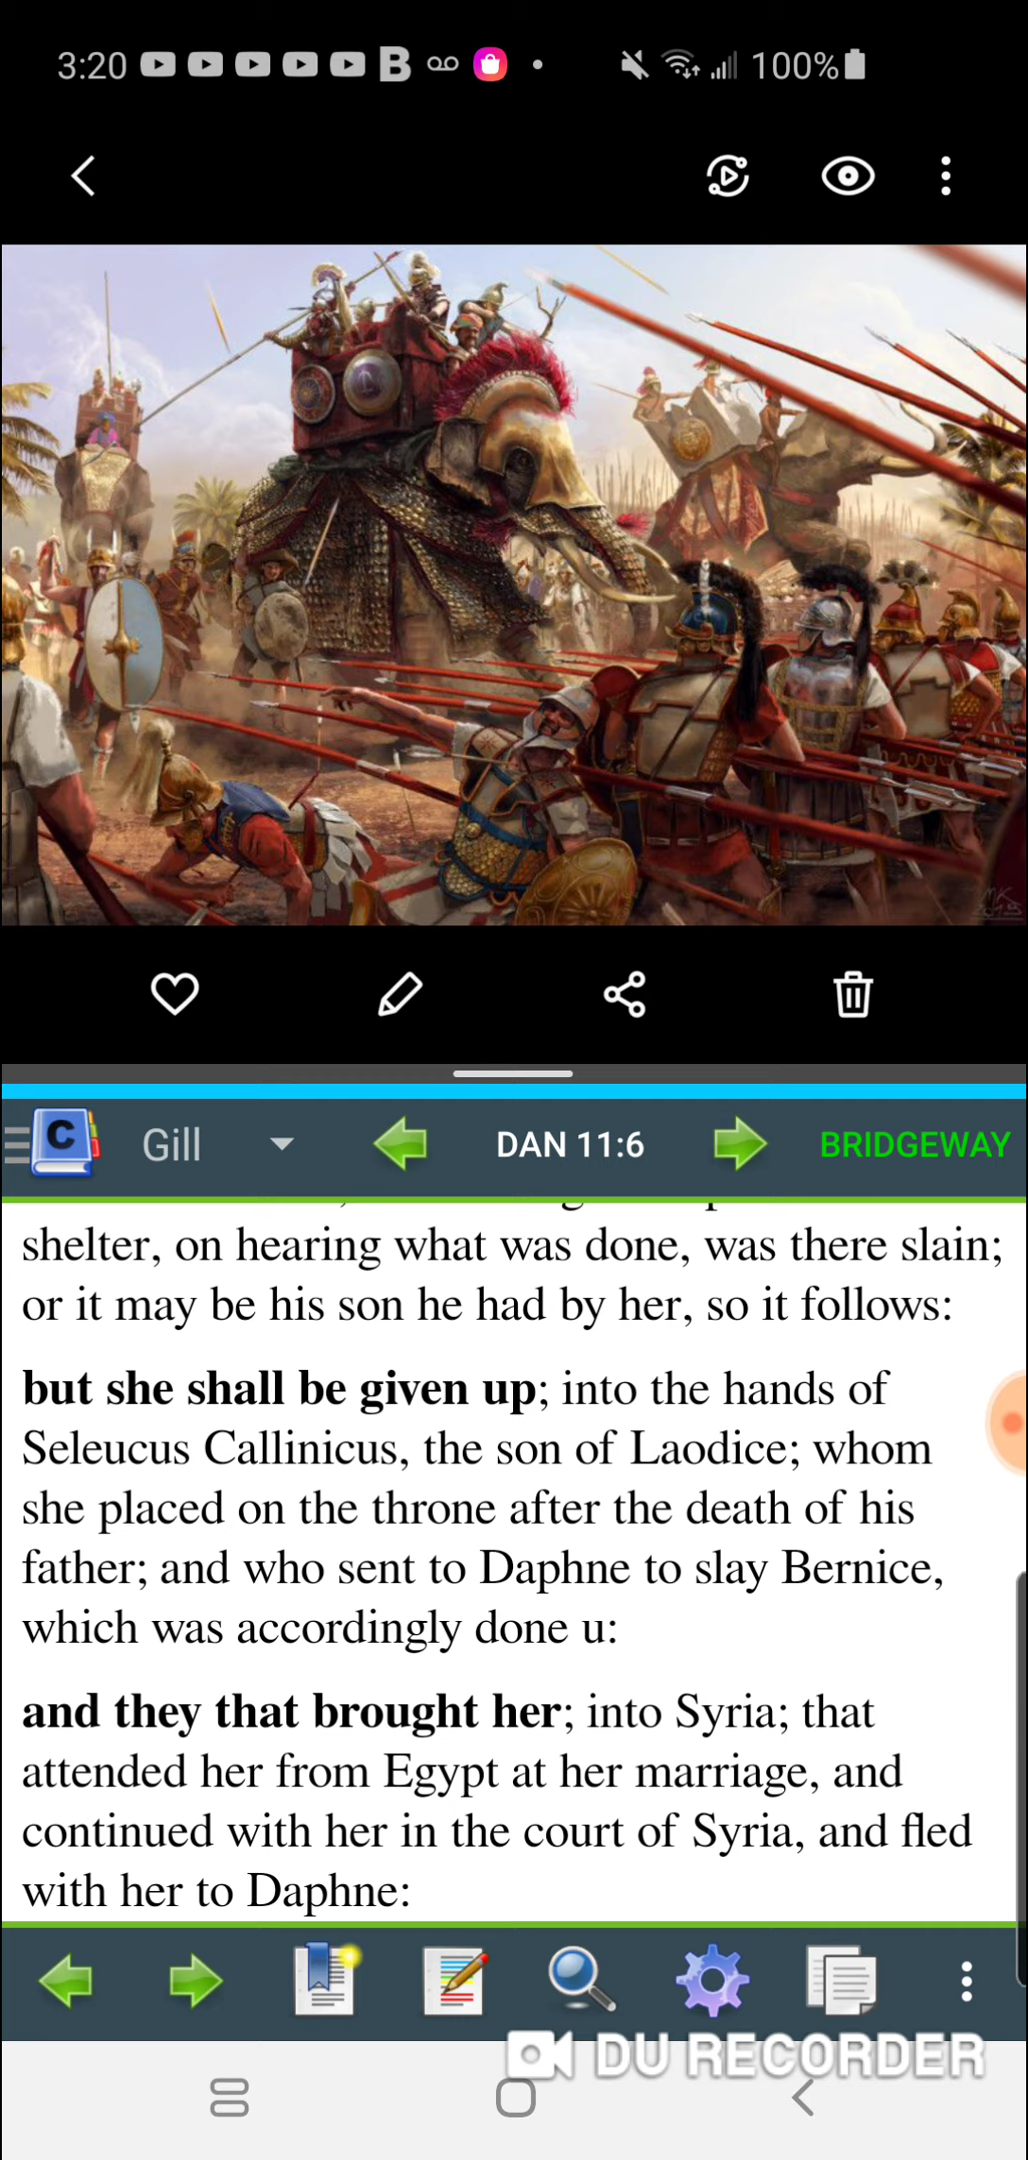 3:20
B
100%
MK
C
Gill
DAN 11:6
BRIDGEWAY
shelter, on hearing what was done, was there slain;
or it may be his son he had by her, so it follows:
but she shall be given up; into the hands of
Seleucus Callinicus, the son of Laodice; whom
she placed on the throne after the death of his
father; and who sent to Daphne to slay Bernice,
which was accordingly done u:
and they that brought her; into Syria; that
attended her from Egypt at her marriage, and
continued with her in the court of Syria, and fled
with her to Daphne:
DU RECORDER